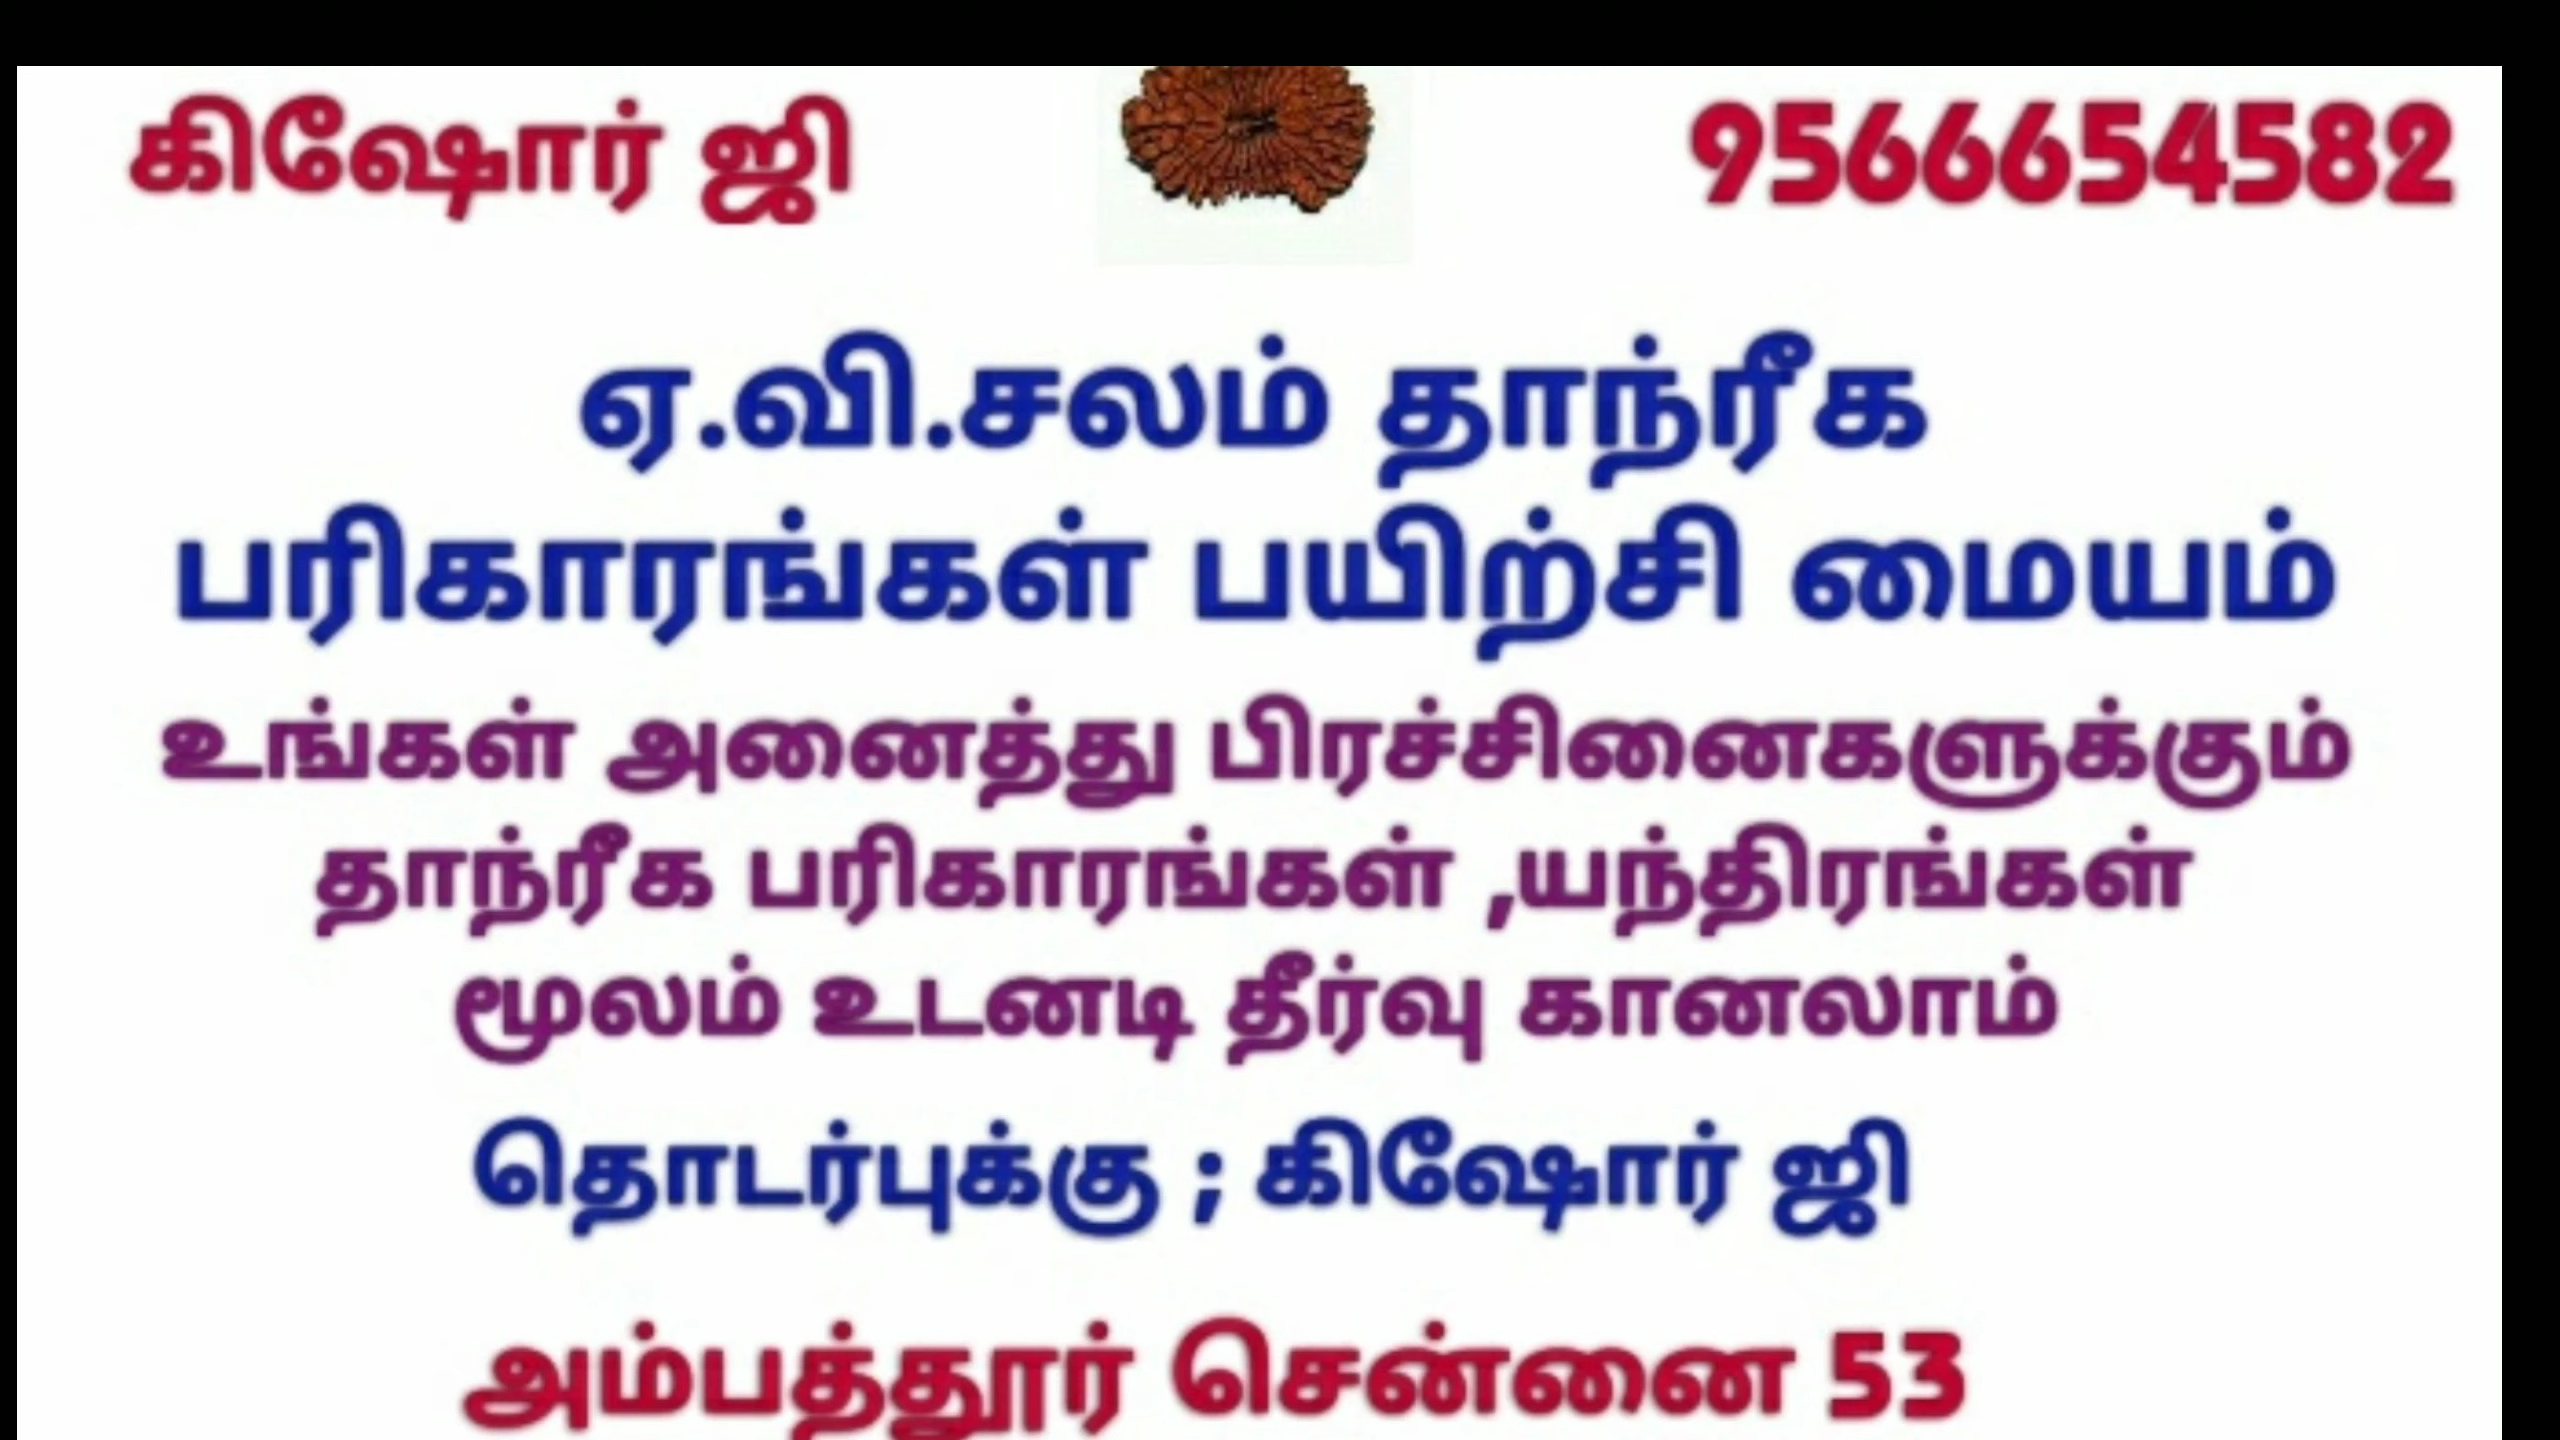 கிஷோர் ஜி 9566654582
ஏ.வி.சலம் தாந்ரீக
பரிகாரங்கள் பயிற்சி மையம்
உங்கள் அனைத்து பிரச்சினைகளுக்கும்
தாந்ரீக பரிகாரங்கள் ,யந்திரங்கள்
மூலம் உடனடி தீர்வு கானலாம்
தொடர்புக்கு ; கிஷோர் ஜி
அம்பத்தூர் சென்னை 53